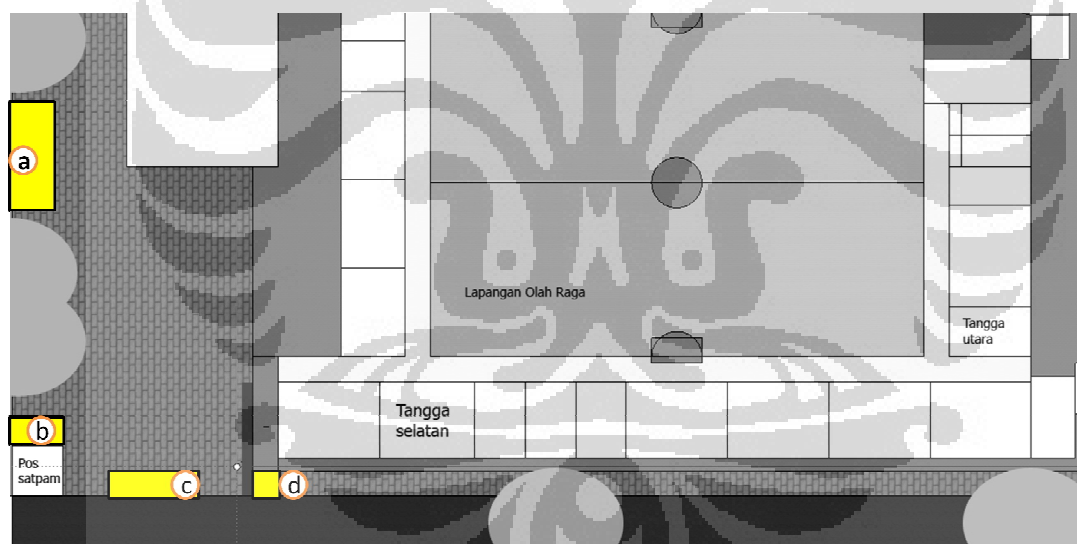 a
Lapangan Olah Raga
Tangga
utara
Tangga
selatan
b
Pos
satpam
c
d